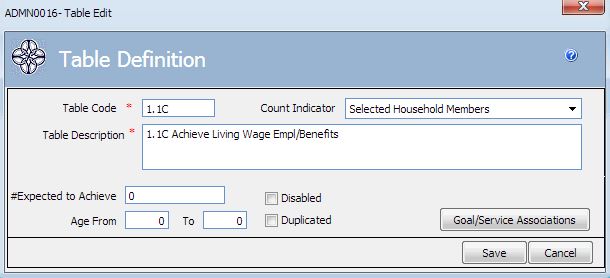 ADMN0016- Table Edit
Table Definition
Table Code * 1.1C Count Indicator Selected Household Members
Table Description * 1.1C Achieve Living Wage Empl/Benefits
#Expected to Achieve 0 Disabled
Age From 0 To 0 Duplicated Goal/Service Associations
Save Cancel